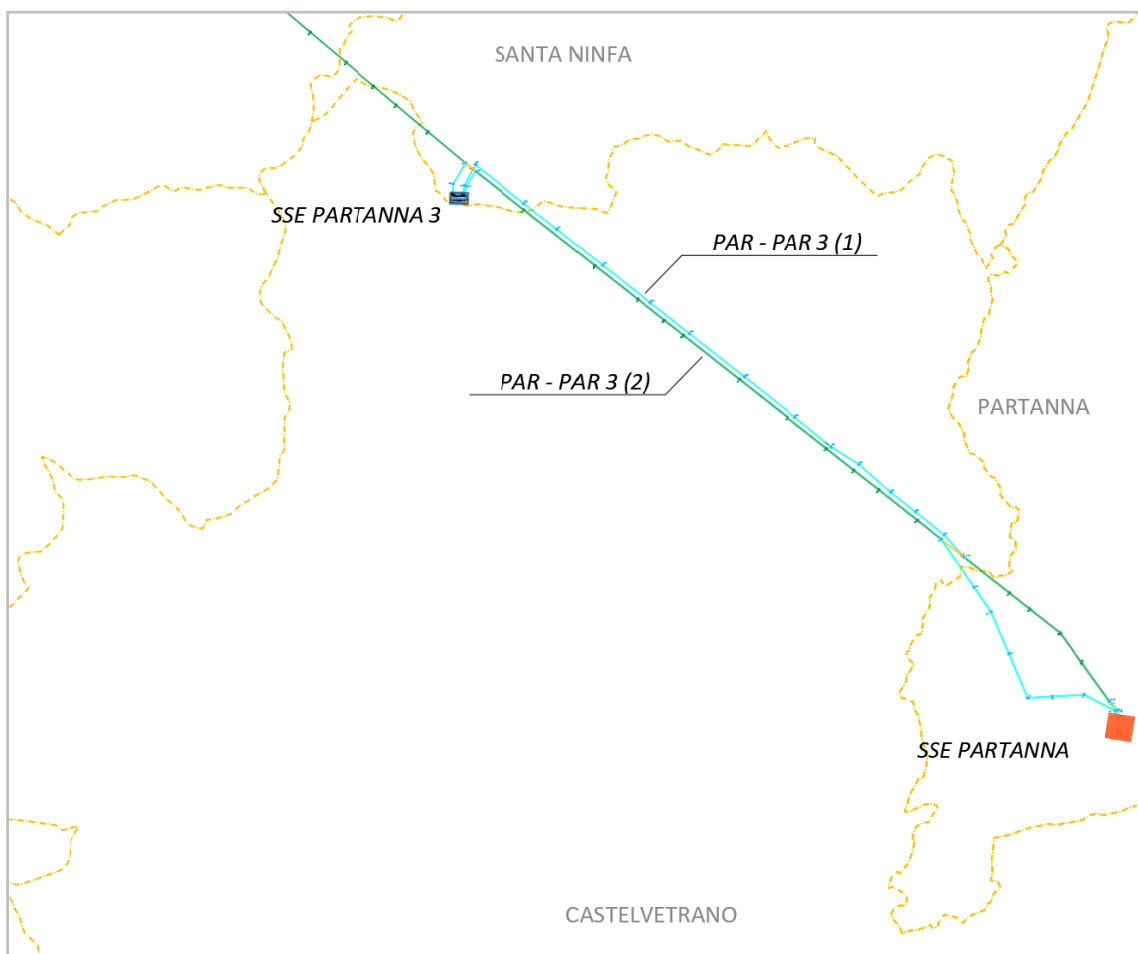 SANTA NINFA
SSE PARTANNA 3
PAR - PAR 3 (1)
PAR - PAR 3 (2)
PARTANNA
SSE PARTANNA
CASTELVETRANO